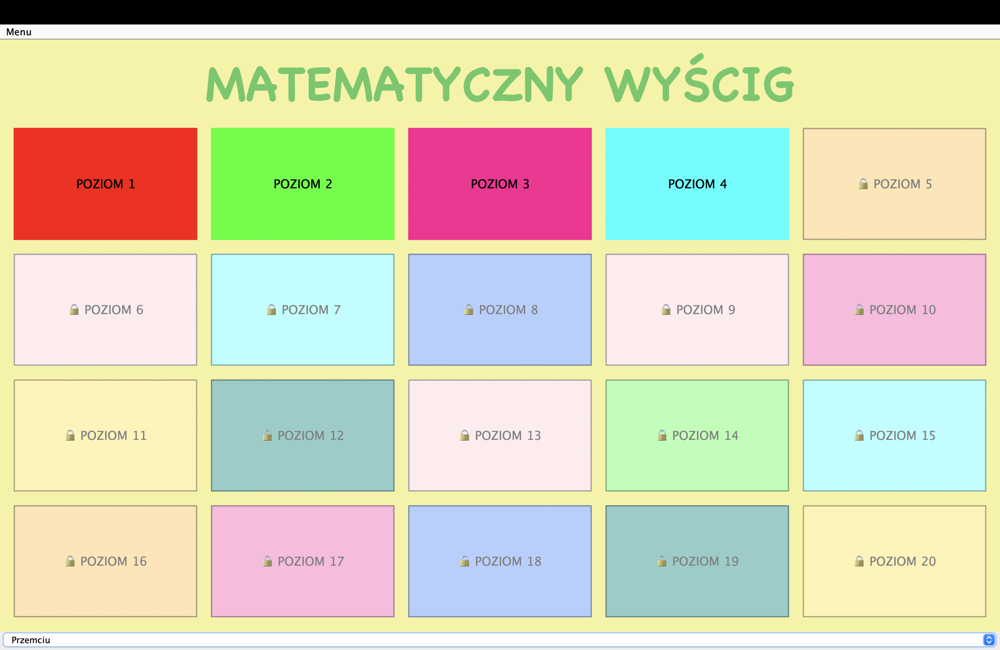 Menu
MATEMATYCZNY WYŚCIG
POZIOM 1
POZIOM 2
POZIOM 3
POZIOM 4
🔒 POZIOM 5
🔒 POZIOM 6
🔒 POZIOM 7
🔒 POZIOM 8
🔒 POZIOM 9
🔒 POZIOM 10
🔒 POZIOM 11
🔒 POZIOM 12
🔒 POZIOM 13
🔒 POZIOM 14
🔒 POZIOM 15
🔒 POZIOM 16
🔒 POZIOM 17
🔒 POZIOM 18
🔒 POZIOM 19
🔒 POZIOM 20
Przemciu